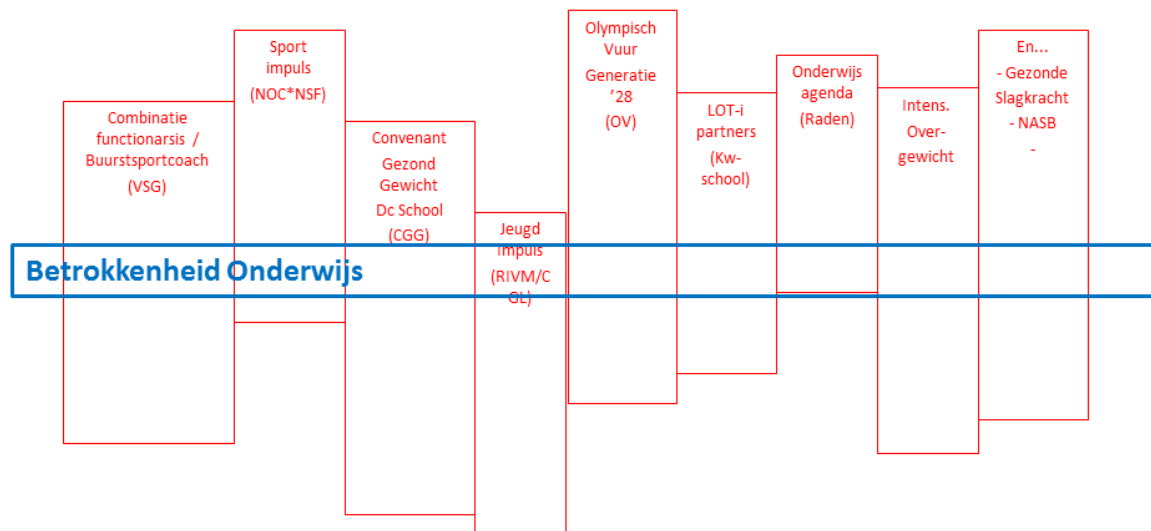 Combinatie
functionarsis /
Buurstsportcoach
(VSG)
Sport
impuls
(NOC*NSF)
Convenant
Gezond
Gewicht
Dc School
(CGG)
Jeugd
Impuls
(RIVM/C
GL)
Olympisch
Vuur
Generatie
'28
(OV)
LOT-i
partners
(Kw-
school)
Onderwijs
agenda
(Raden)
Intens.
Over-
gewicht
En...
- Gezonde
Slagkracht
- NASB
-
Betrokkenheid Onderwijs